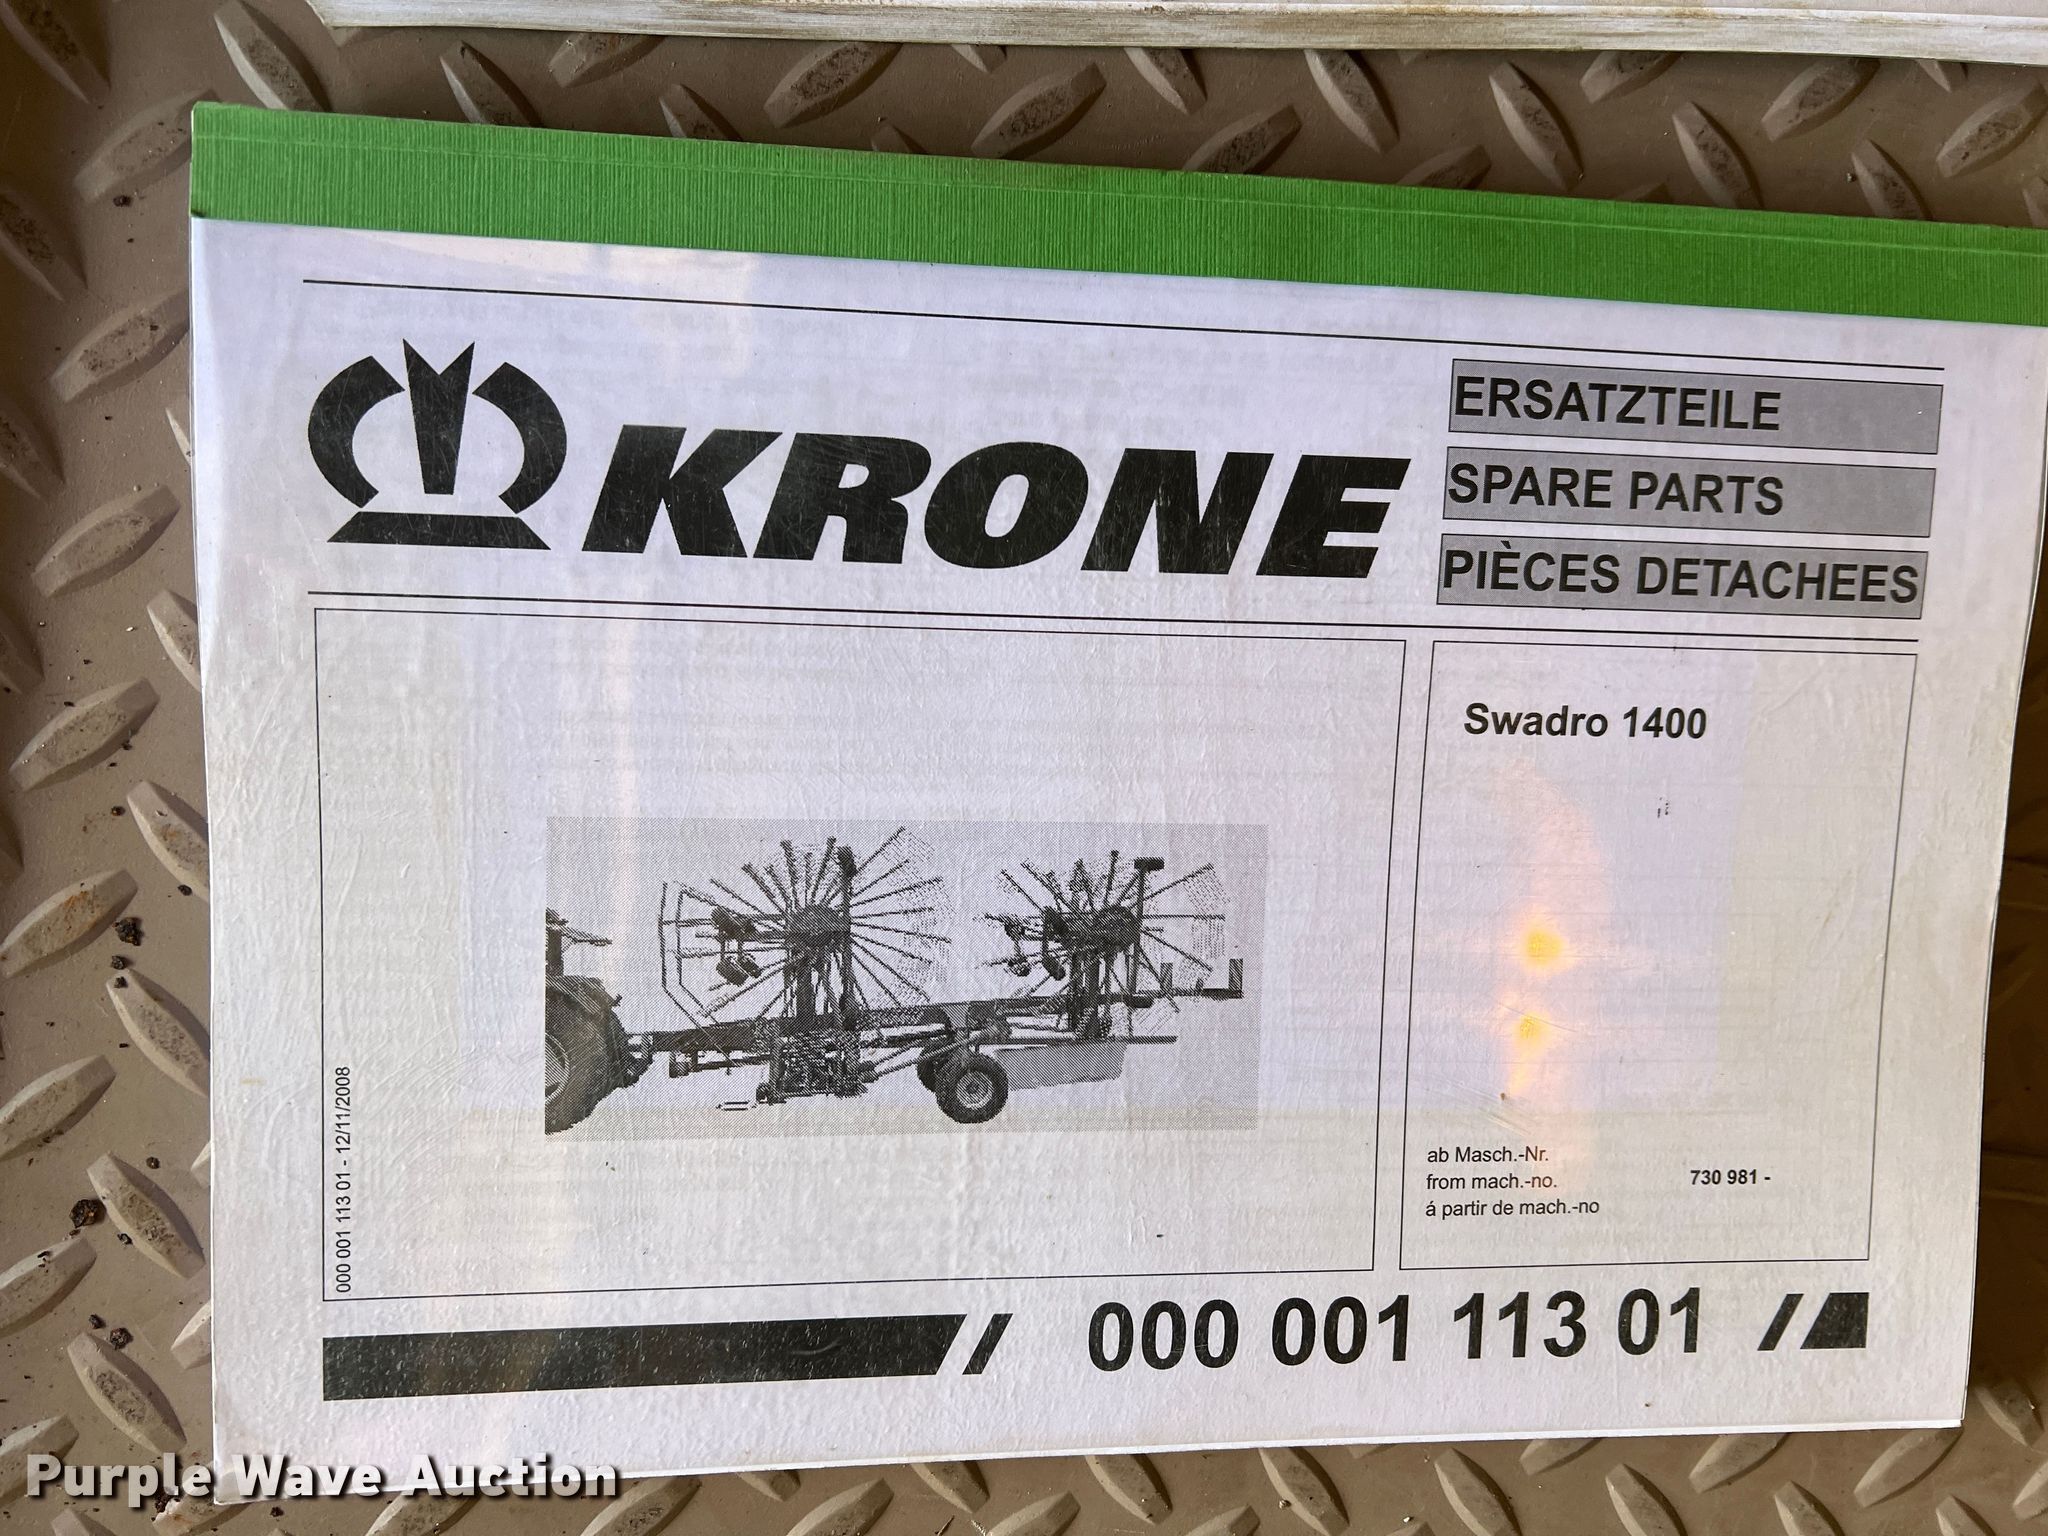 KRONE
ERSATZTEILE
SPARE PARTS
PIÈCES DETACHEES
Swadro 1400
ab Masch.-Nr.
from mach.-no.
730 981 -
á partir de mach.-no
000 001 113 01 - 12/11/2008
000 001 113 01
Purple Wave Auction